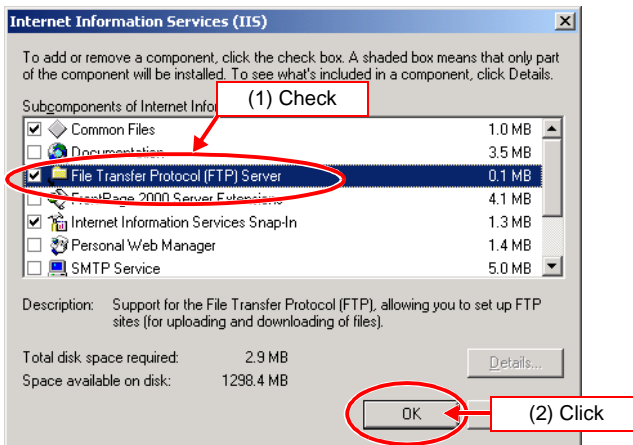 Internet Information Services (IIS)
To add or remove a component, click the check box. A shaded box means that only part
of the component will be installed. To see what's included in a component, click Details.
(1) Check
Subcomponents of Internet Infor
Common Files 1.0 MB
Documentation 3.5 MB
File Transfer Protocol (FTP) Server 0.1 MB
FrontPage 2000 Server Extensions 4.1 MB
Internet Information Services Snap-In 1.3 MB
Personal Web Manager 1.4 MB
SMTP Service 5.0 MB
Description: Support for the File Transfer Protocol (FTP), allowing you to set up FTP
sites (for uploading and downloading of files).
Total disk space required: 2.9 MB
Details...
Space available on disk: 1298.4 MB
OK
(2) Click